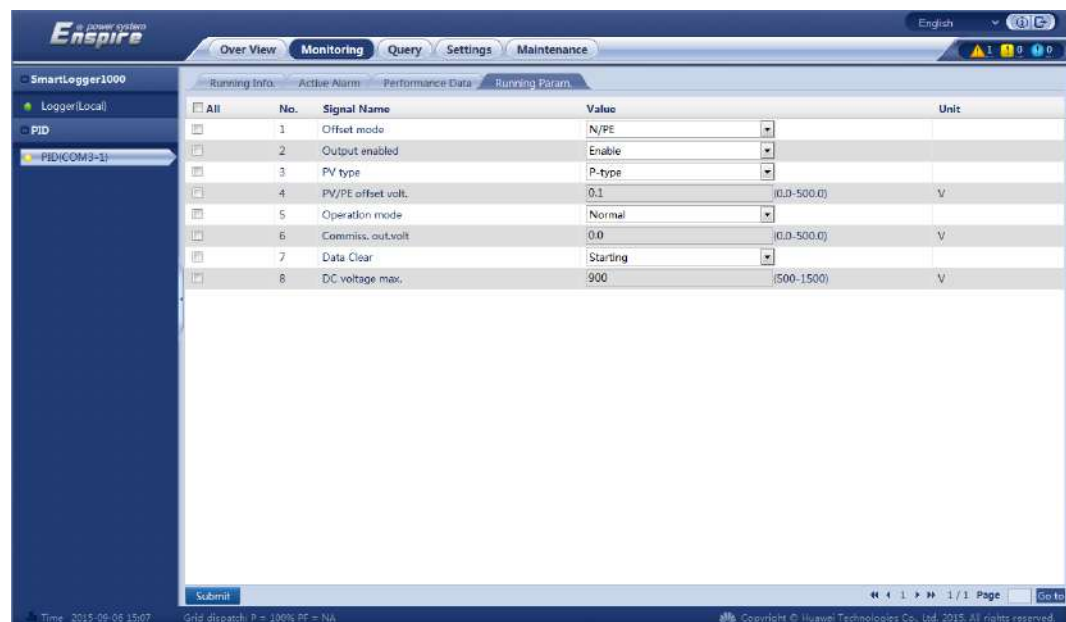 e-power system
Enspire
English
Over View Monitoring Query Settings Maintenance
1 0 0
SmartLogger1000
Running Info. Active Alarm Performance Data Running Param.
Logger(Local)
All No. Signal Name Value Unit
PID
1 Offset mode N/PE
PID(COM3-1)
2 Output enabled Enable
3 PV type P-type
4 PV/PE offset volt. 0.1 (0.0-500.0) V
5 Operation mode Normal
6 Commiss. out.volt 0.0 (0.0-500.0) V
7 Data Clear Starting
8 DC voltage max. 900 (500-1500) V
Submit
1 1/1 Page Go to
Time 2015-09-06 15:07 Grid dispatch: P = 100% PF = NA Copyright © Huawei Technologies Co., Ltd. 2015. All rights reserved.